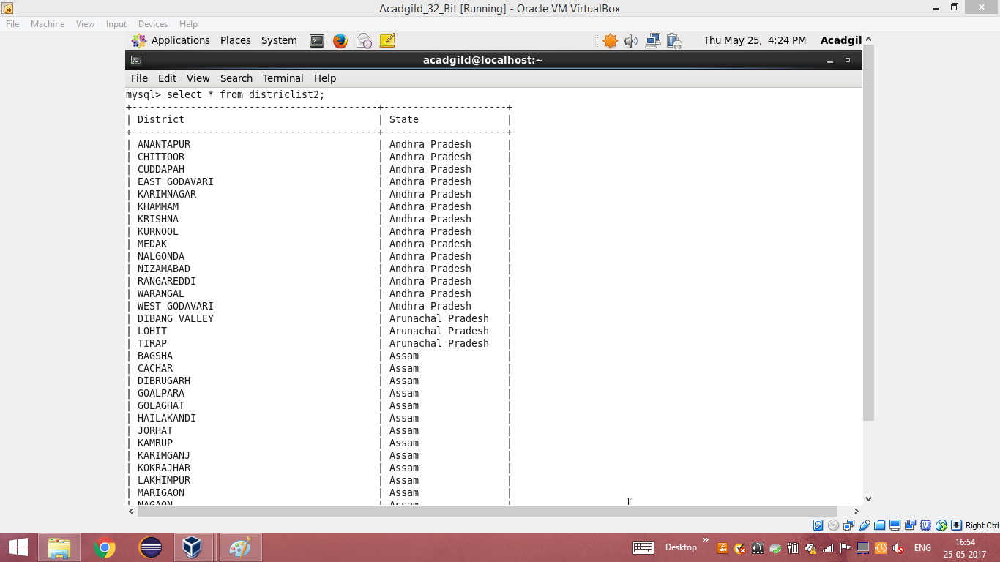 Acadgild_32_Bit [Running] - Oracle VM VirtualBox
File Machine View Input Devices Help
Applications Places System Thu May 25, 4:24 PM Acadgil
acadgild@localhost:~
File Edit View Search Terminal Help
mysql> select * from districlist2;
+------------------------------------------+---------------------+
| District | State |
+------------------------------------------+---------------------+
| ANANTAPUR | Andhra Pradesh |
| CHITTOOR | Andhra Pradesh |
| CUDDAPAH | Andhra Pradesh |
| EAST GODAVARI | Andhra Pradesh |
| KARIMNAGAR | Andhra Pradesh |
| KHAMMAM | Andhra Pradesh |
| KRISHNA | Andhra Pradesh |
| KURNOOL | Andhra Pradesh |
| MEDAK | Andhra Pradesh |
| NALGONDA | Andhra Pradesh |
| NIZAMABAD | Andhra Pradesh |
| RANGAREDDI | Andhra Pradesh |
| WARANGAL | Andhra Pradesh |
| WEST GODAVARI | Andhra Pradesh |
| DIBANG VALLEY | Arunachal Pradesh |
| LOHIT | Arunachal Pradesh |
| TIRAP | Arunachal Pradesh |
| BAGSHA | Assam |
| CACHAR | Assam |
| DIBRUGARH | Assam |
| GOALPARA | Assam |
| GOLAGHAT | Assam |
| HAILAKANDI | Assam |
| JORHAT | Assam |
| KAMRUP | Assam |
| KARIMGANJ | Assam |
| KOKRAJHAR | Assam |
| LAKHIMPUR | Assam |
| MARIGAON | Assam |
| NAGAON | Assam |
Right Ctrl
Desktop » ENG 16:54
25-05-2017